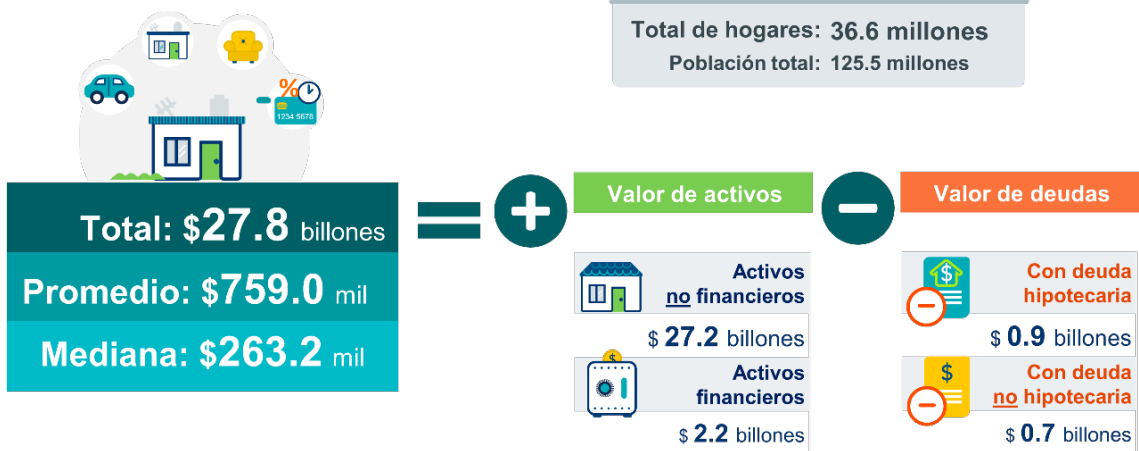 Total de hogares: 36.6 millones
Población total: 125.5 millones
%
1234 5678
Total: $27.8 billones
Promedio: $759.0 mil
Mediana: $263.2 mil
=
+
Valor de activos
−
Valor de deudas
Activos
no financieros
$ 27.2 billones
$
Activos
financieros
$ 2.2 billones
$
Con deuda
hipotecaria
$ 0.9 billones
$
Con deuda
no hipotecaria
$ 0.7 billones